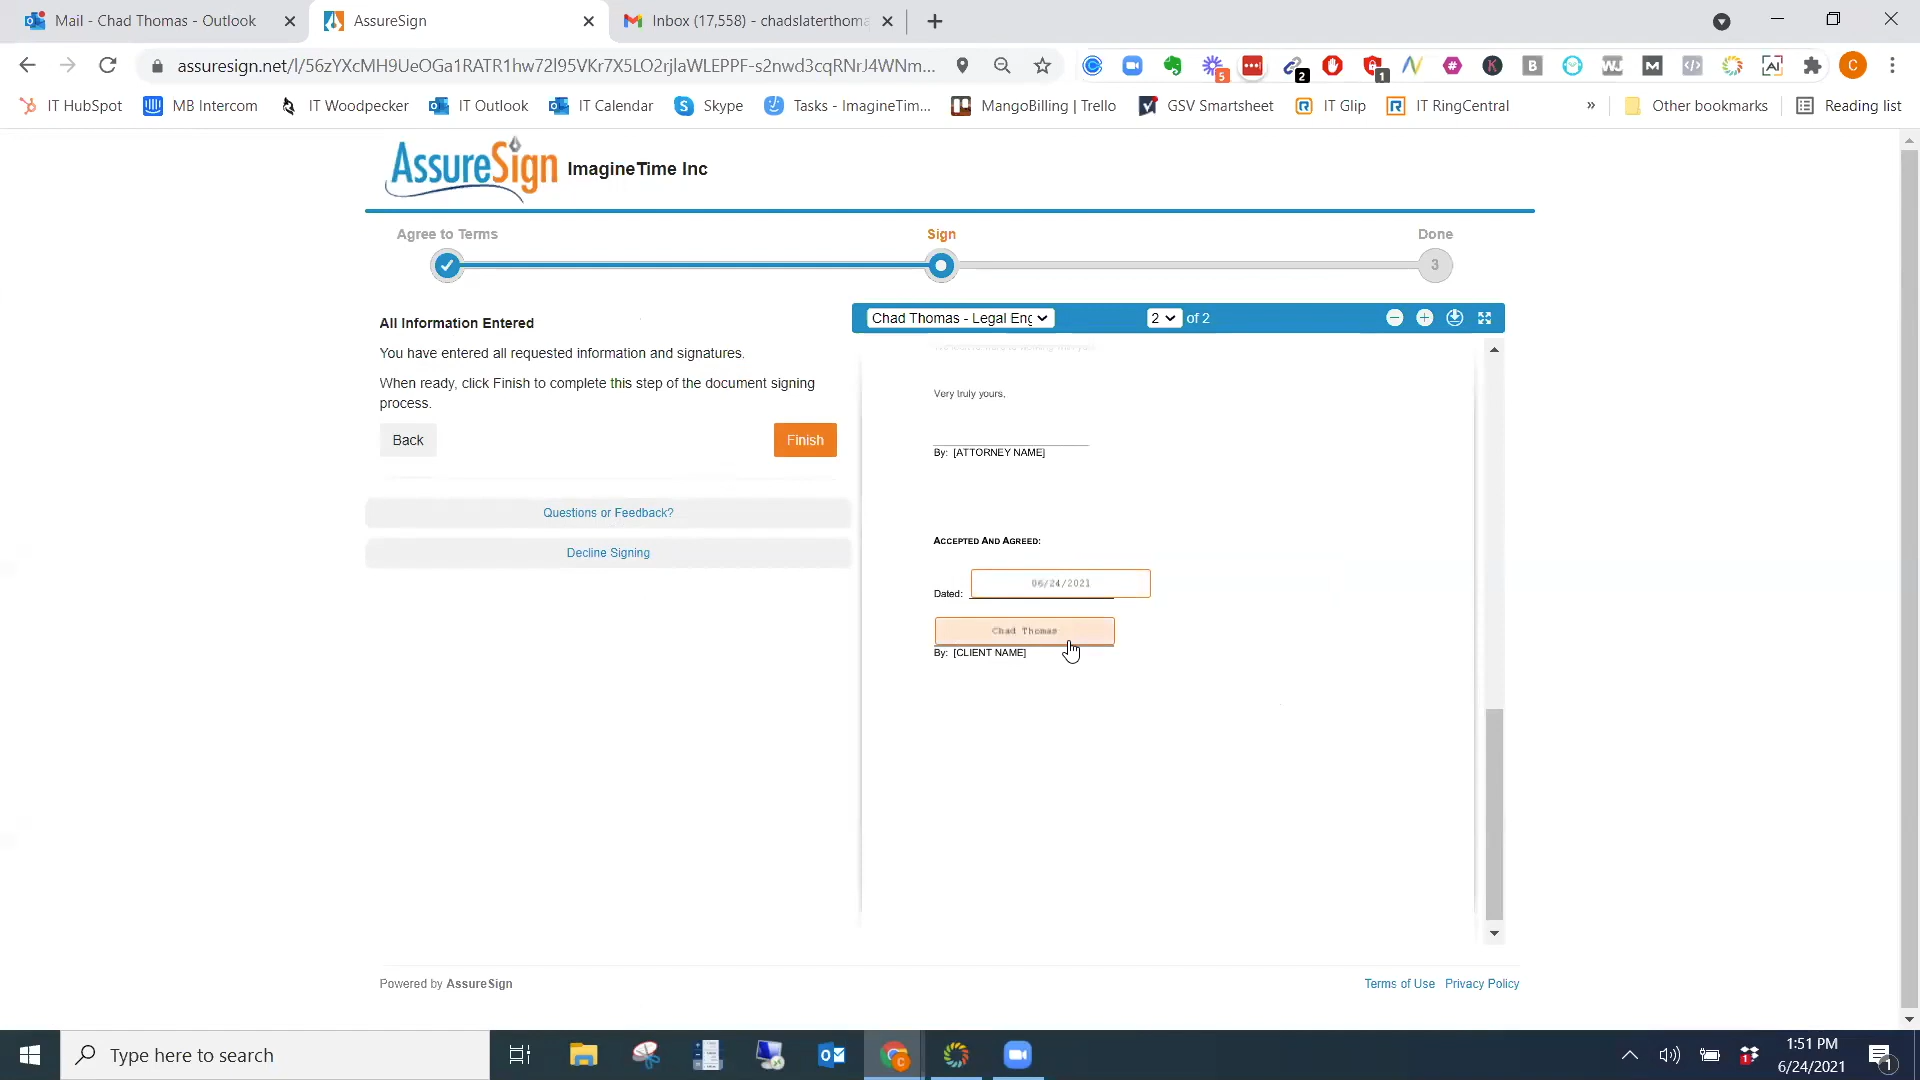 Mail - Chad Thomas - Outlook
AssureSign
Inbox (17,558) - chadslaterthoma
assuresign.net/l/56zYXcMH9UeOGa1RATR1hw72l95VKr7X5LO2rjlaWLEPPF-s2nwd3cqRNrJ4WNm...
5
2
1
C
IT HubSpot
MB Intercom
IT Woodpecker
IT Outlook
IT Calendar
Skype
Tasks - ImagineTim...
MangoBilling | Trello
GSV Smartsheet
IT Glip
IT RingCentral
»
Other bookmarks
Reading list
AssureSign
ImagineTime Inc
Agree to Terms
Sign
Done
3
All Information Entered
You have entered all requested information and signatures.
When ready, click Finish to complete this step of the document signing
process.
Back
Finish
Questions or Feedback?
Decline Signing
Chad Thomas - Legal Eng
2
of 2
Very truly yours,
By: [ATTORNEY NAME]
ACCEPTED AND AGREED:
06/24/2021
Dated:
Chad Thomas
By: [CLIENT NAME]
Powered by AssureSign
Terms of Use
Privacy Policy
Type here to search
1:51 PM
6/24/2021
1